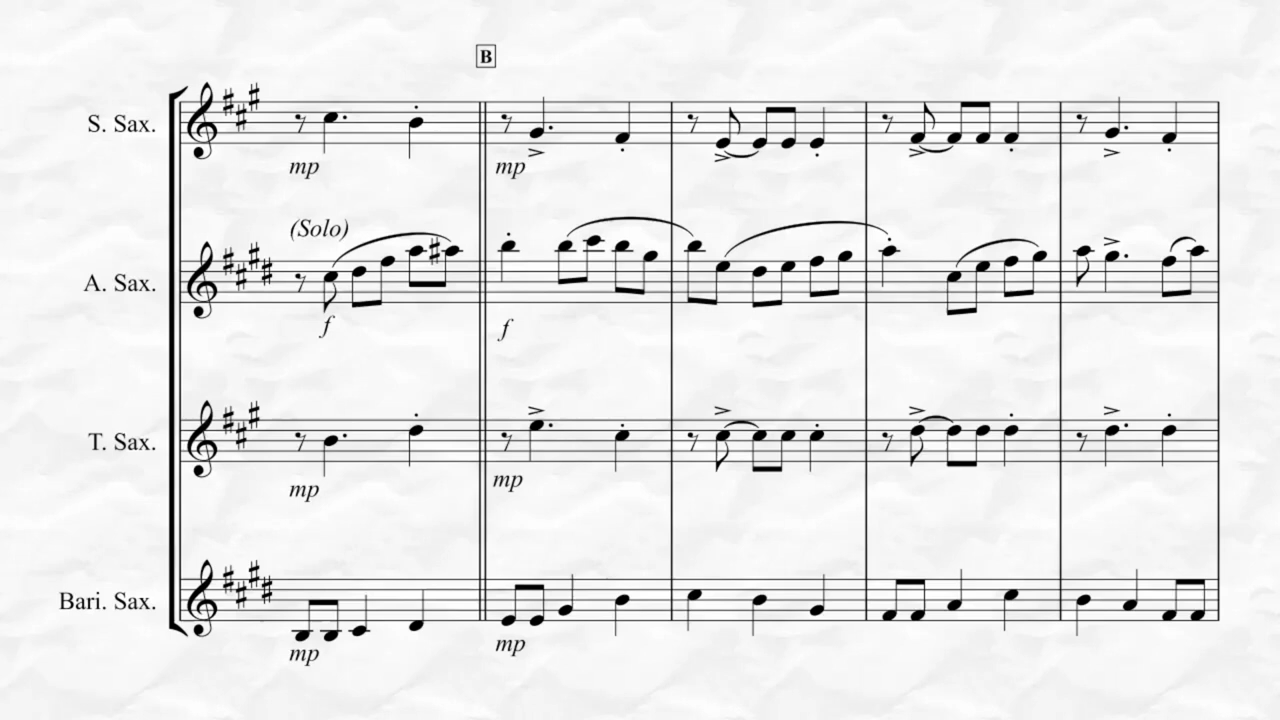 B
S. Sax.
mp
mp
(Solo)
A. Sax.
f
f
T. Sax.
mp
mp
Bari. Sax.
mp
mp